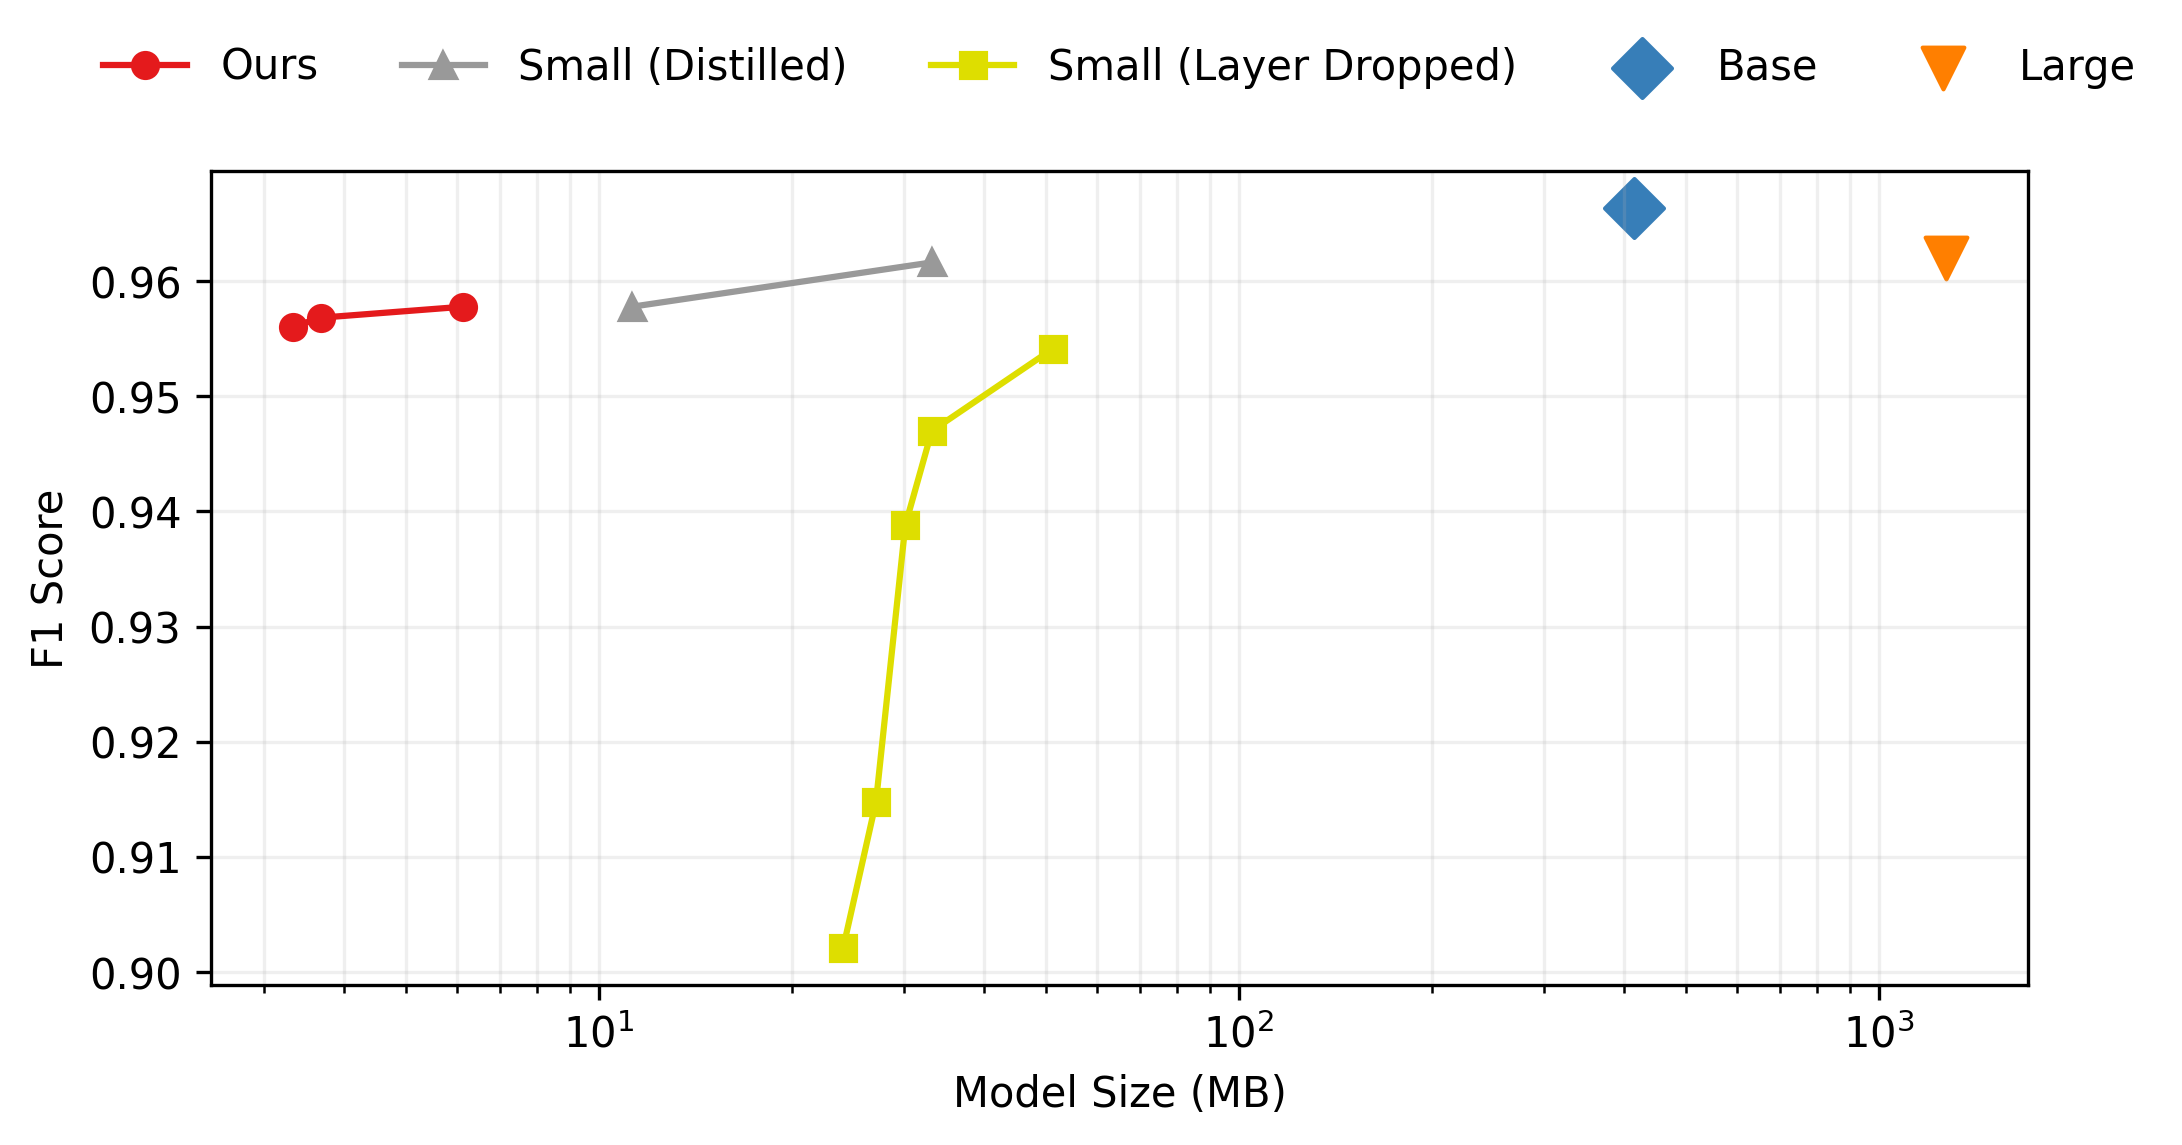 Ours Small (Distilled) Small (Layer Dropped) Base Large
0.96
0.95
0.94
0.93
0.92
0.91
0.90
F1 Score
10¹ 10² 10³
Model Size (MB)